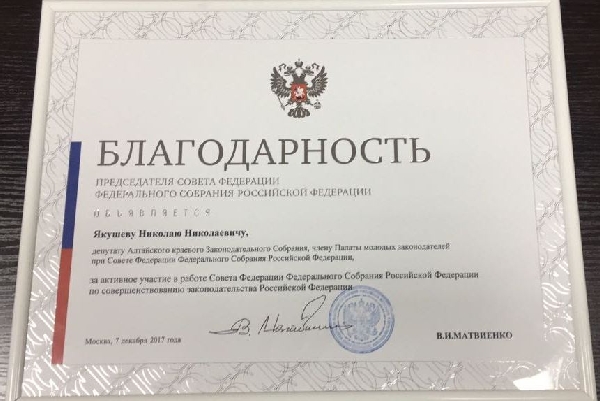 БЛАГОДАРНОСТЬ
ПРЕДСЕДАТЕЛЯ СОВЕТА ФЕДЕРАЦИИ
ФЕДЕРАЛЬНОГО СОБРАНИЯ РОССИЙСКОЙ ФЕДЕРАЦИИ
ОБЪЯВЛЯЕТСЯ
Якушеву Николаю Николаевичу,
депутату Алтайского краевого Законодательного Собрания, члену Палаты молодых законодателей
при Совете Федерации Федерального Собрания Российской Федерации,
за активное участие в работе Совета Федерации Федерального Собрания Российской Федерации
по совершенствованию законодательства Российской Федерации
Москва, 7 декабря 2017 года
В.И.МАТВИЕНКО